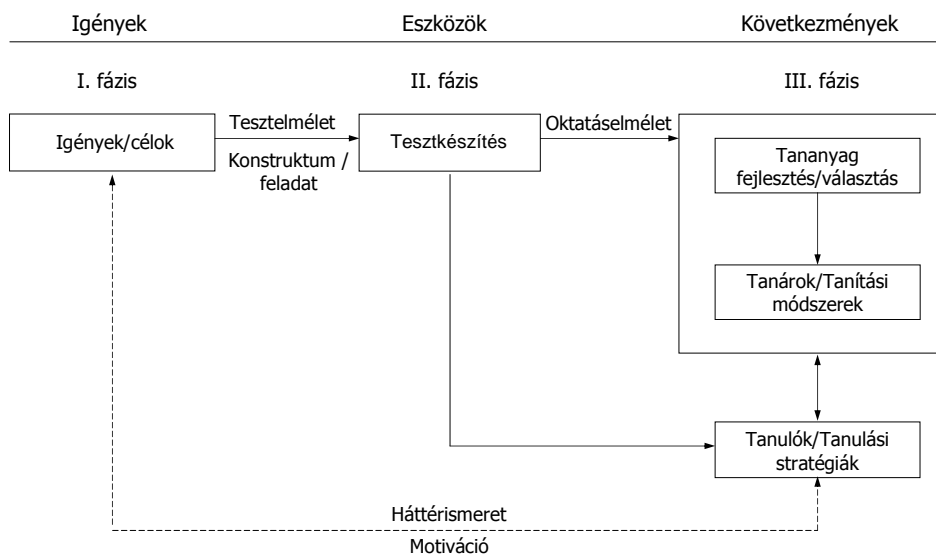 Igények
Eszközök
Következmények
I. fázis
II. fázis
III. fázis
Igények/célok
Tesztelmélet
Konstruktum /
feladat
Tesztkészítés
Oktatáselmélet
Tananyag
fejlesztés/választás
Tanárok/Tanítási
módszerek
Tanulók/Tanulási
stratégiák
Háttérismeret
Motiváció